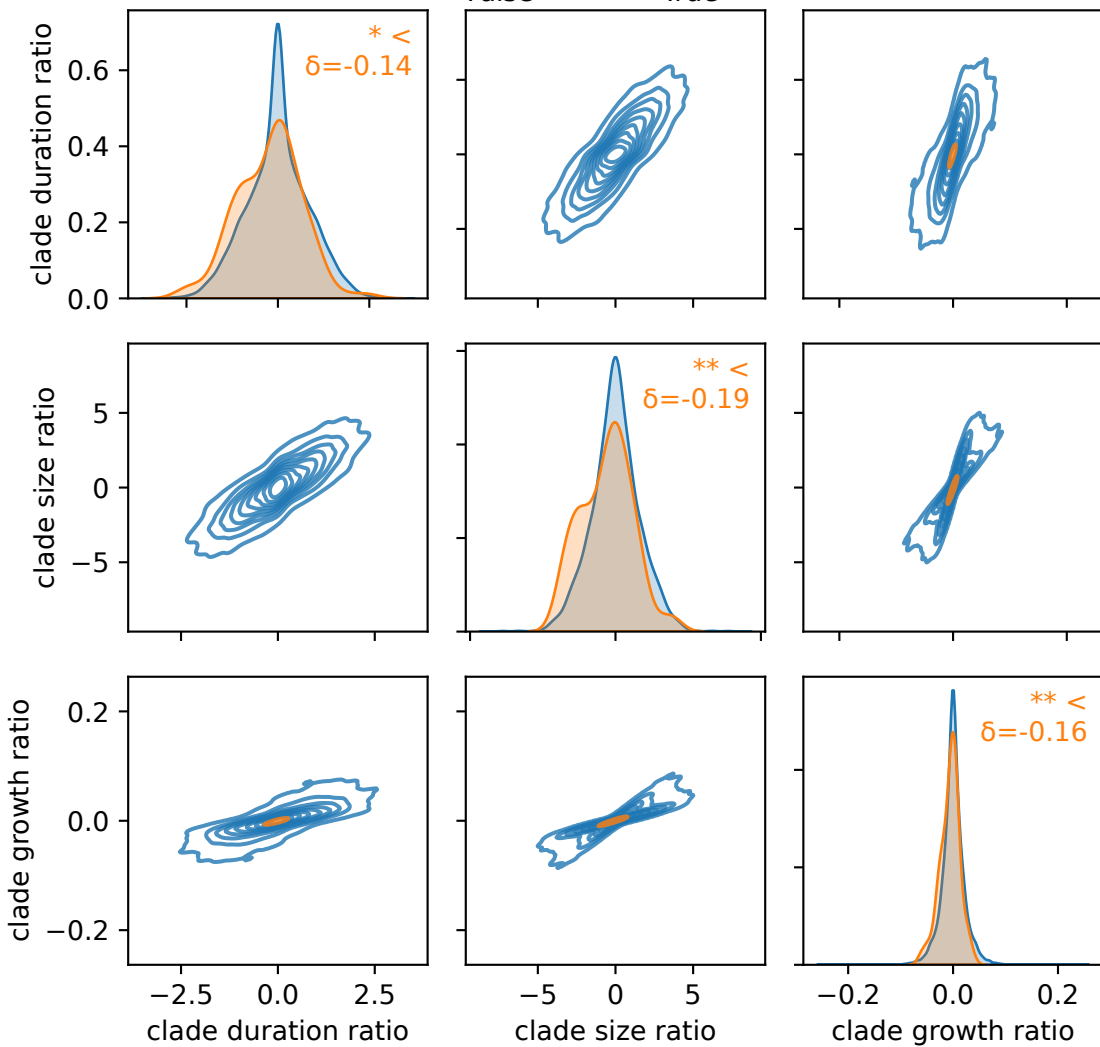 * <
δ=-0.14
clade duration ratio
0.6
0.4
0.2
0.0
** <
δ=-0.19
clade size ratio
5
0
−5
** <
δ=-0.16
clade growth ratio
0.2
0.0
−0.2
−2.5 0.0 2.5
−5 0 5
−0.2 0.0 0.2
clade duration ratio
clade size ratio
clade growth ratio